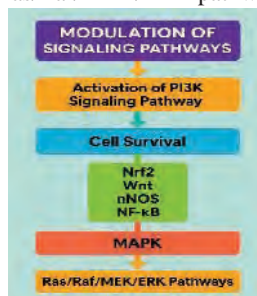 MODULATION OF
SIGNALING PATHWAYS
Activation of PI3K
Signaling Pathway
Cell Survival
Nrf2
Wnt
nNOS
NF-κB
MAPK
Ras/Raf/MEK/ERK Pathways